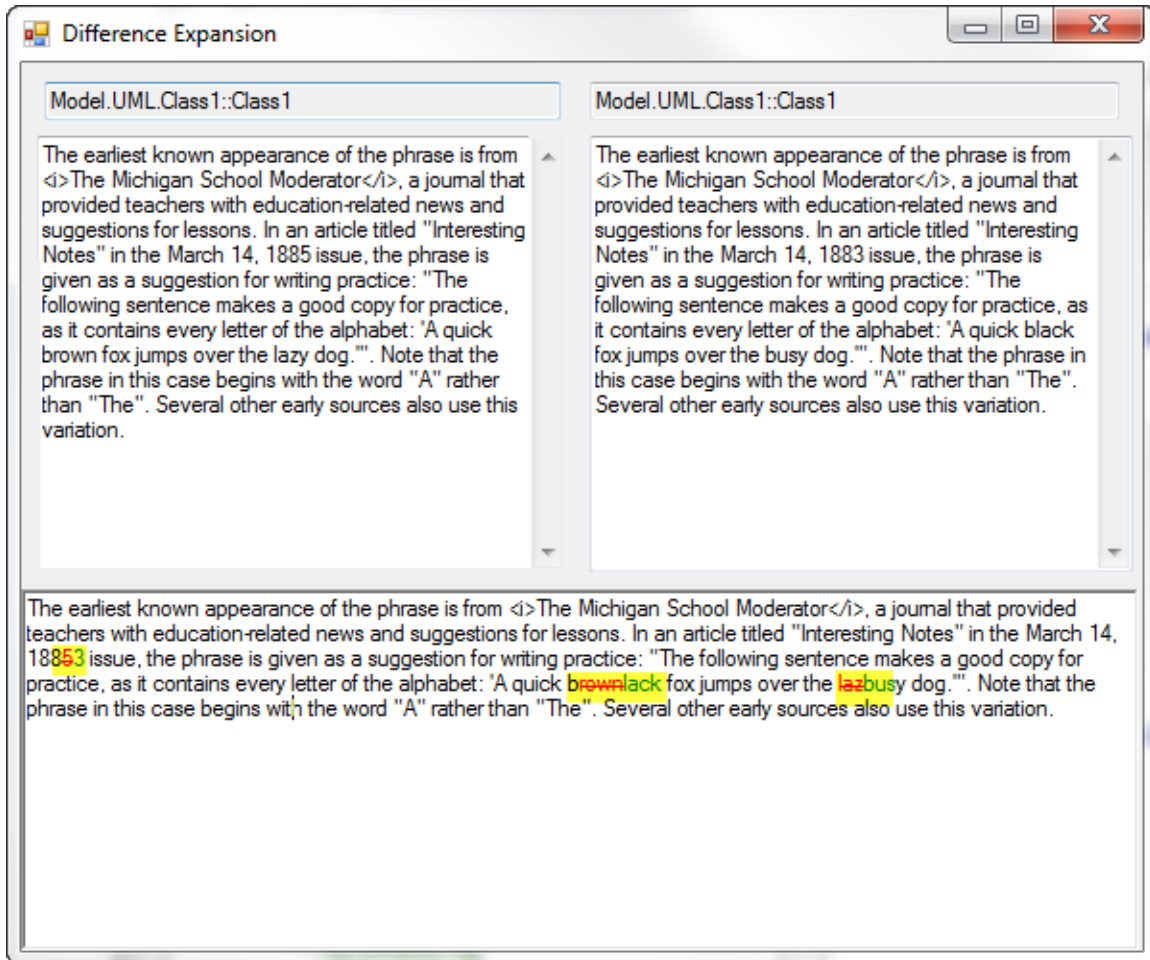 Difference Expansion
Model.UML.Class1::Class1
Model.UML.Class1::Class1
The earliest known appearance of the phrase is from
<i>The Michigan School Moderator</i>, a journal that
provided teachers with education-related news and
suggestions for lessons. In an article titled "Interesting
Notes" in the March 14, 1885 issue, the phrase is
given as a suggestion for writing practice: "The
following sentence makes a good copy for practice,
as it contains every letter of the alphabet: 'A quick
brown fox jumps over the lazy dog.'". Note that the
phrase in this case begins with the word "A" rather
than "The". Several other early sources also use this
variation.
The earliest known appearance of the phrase is from
<i>The Michigan School Moderator</i>, a journal that
provided teachers with education-related news and
suggestions for lessons. In an article titled "Interesting
Notes" in the March 14, 1883 issue, the phrase is
given as a suggestion for writing practice: "The
following sentence makes a good copy for practice, as
it contains every letter of the alphabet: 'A quick black
fox jumps over the busy dog.'". Note that the phrase in
this case begins with the word "A" rather than "The".
Several other early sources also use this variation.
The earliest known appearance of the phrase is from <i>The Michigan School Moderator</i>, a journal that provided
teachers with education-related news and suggestions for lessons. In an article titled "Interesting Notes" in the March 14,
18853 issue, the phrase is given as a suggestion for writing practice: "The following sentence makes a good copy for
practice, as it contains every letter of the alphabet: 'A quick brownlack fox jumps over the lazbusy dog.'". Note that the
phrase in this case begins with the word "A" rather than "The". Several other early sources also use this variation.